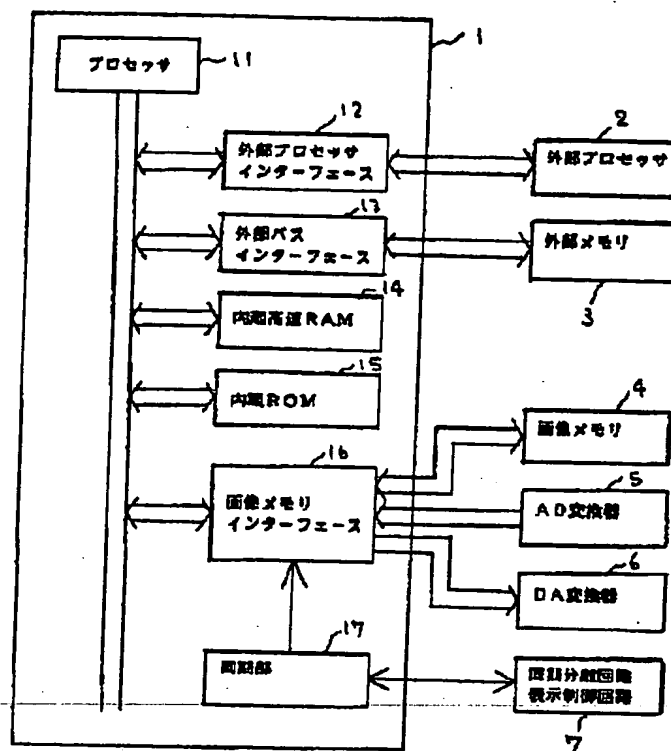 1
プロセッサ
11
12
外部プロセッサ
インターフェース
2
外部プロセッサ
13
外部バス
インターフェース
外部メモリ
3
14
内蔵高速RAM
15
内蔵ROM
16
画像メモリ
インターフェース
4
画像メモリ
5
AD変換器
6
DA変換器
17
同期部
同期分離回路
表示制御回路
7